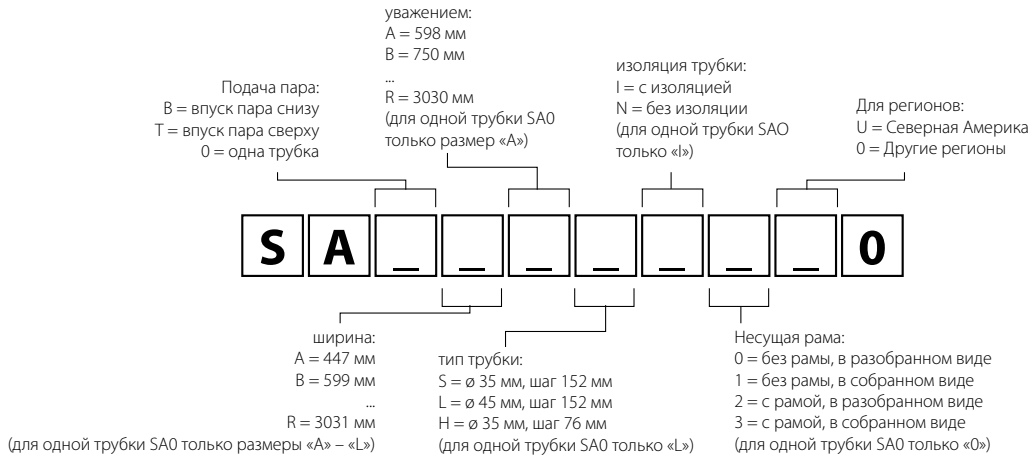 уважением:
A = 598 мм
B = 750 мм
...
R = 3030 мм
(для одной трубки SA0
только размер «A»)
Подача пара:
B = впуск пара снизу
T = впуск пара сверху
0 = одна трубка
изоляция трубки:
I = с изоляцией
N = без изоляции
(для одной трубки SAO
только «I»)
Для регионов:
U = Северная Америка
0 = Другие регионы
S A _ _ _ _ _ _ _ 0
ширина:
A = 447 мм
B = 599 мм
...
R = 3031 мм
(для одной трубки SA0 только размеры «A» – «L»)
тип трубки:
S = ø 35 мм, шаг 152 мм
L = ø 45 мм, шаг 152 мм
H = ø 35 мм, шаг 76 мм
(для одной трубки SA0 только «L»)
Несущая рама:
0 = без рамы, в разобранном виде
1 = без рамы, в собранном виде
2 = с рамой, в разобранном виде
3 = с рамой, в собранном виде
(для одной трубки SA0 только «0»)